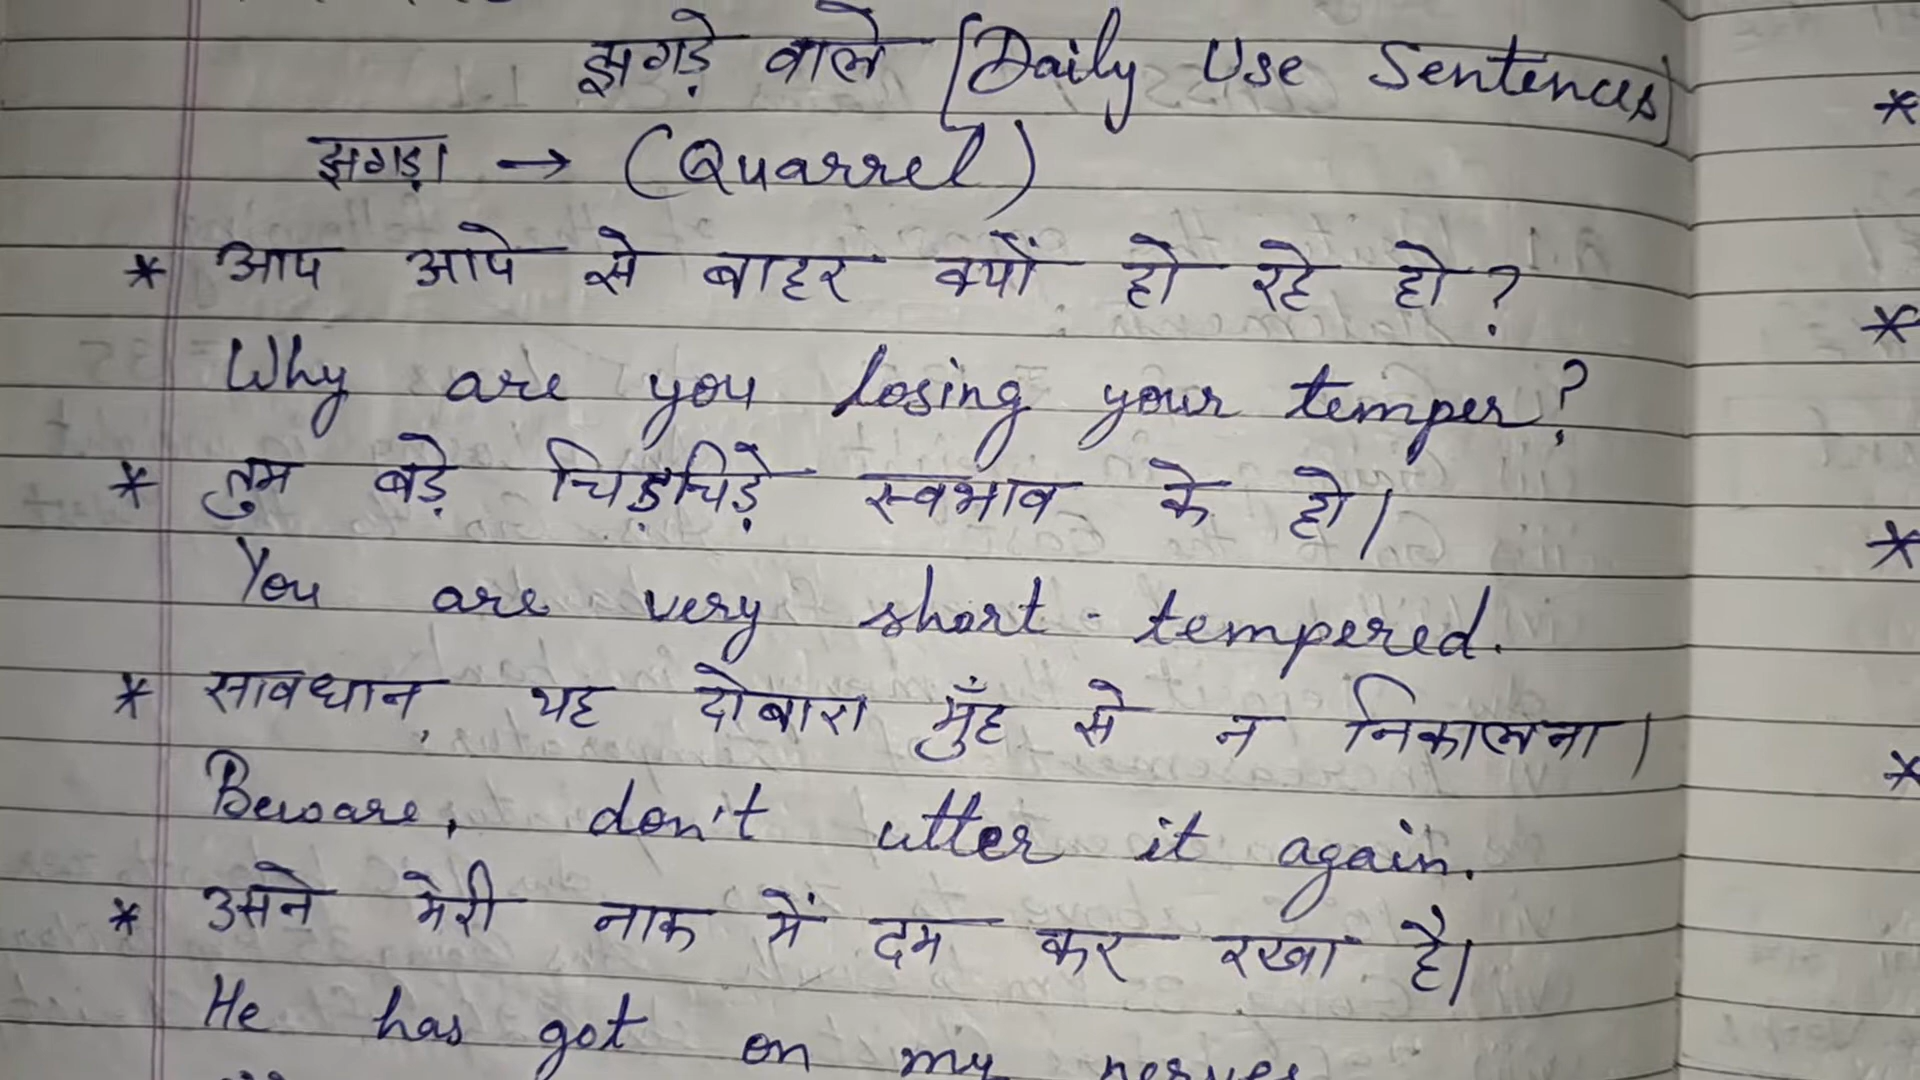 झगड़े वाले [Daily Use Sentences]
झगड़ा → (Quarrel)
* आप आपे से बाहर क्यों हो रहे हो?
Why are you losing your temper?
* तुम बड़े चिड़चिड़े स्वभाव के हो।
You are very short-tempered.
* सावधान, यह दोबारा मुँह से न निकालना।
Beware, don't utter it again.
* उसने मेरी नाक में दम कर रखा है।
He has got on my nerves